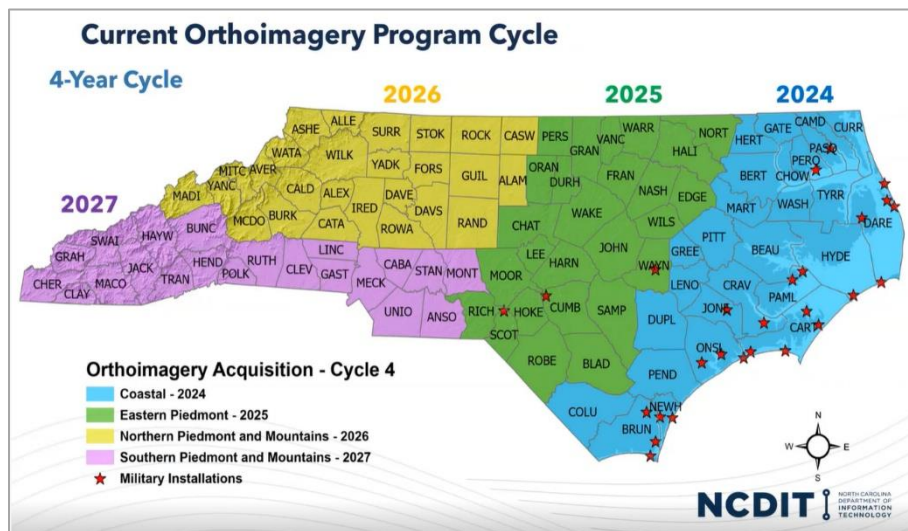 Current Orthoimagery Program Cycle
4-Year Cycle
2026
2025
2024
2027
ASHE ALLE SURR STOK ROCK CASW PERS GRAN VANC WARR NORT HERT GATE CAMD CURR
WATA WILK YADK FORS GUIL ALAM ORAN DURH FRAN HALI BERT PERQ PASQ CHOW
MITC AVER YANC MADI CALD ALEX IRED DAVE DAVS RAND CHAT WAKE NASH EDGE MART WASH TYRR DARE
MCDO BURK CATA ROWA WILS
SWAI HAYW BUNC GRAH LINC LEE JOHN PITT BEAU HYDE
CHER CLAY MACO JACK TRAN HEND POLK RUTH CLEV GAST MECK CABA STAN MONT MOOR HARN WAYN GREE
UNIO ANSO RICH HOKE CUMB SAMP LENO CRAV PAML
SCOT DUPL JONE CART
ROBE BLAD ONSL
PEND
COLU NEWH
BRUN
Orthoimagery Acquisition - Cycle 4
Coastal - 2024
Eastern Piedmont - 2025
Northern Piedmont and Mountains - 2026
Southern Piedmont and Mountains - 2027
Military Installations
N
W E
S
NCDIT
NORTH CAROLINA
DEPARTMENT OF
INFORMATION
TECHNOLOGY